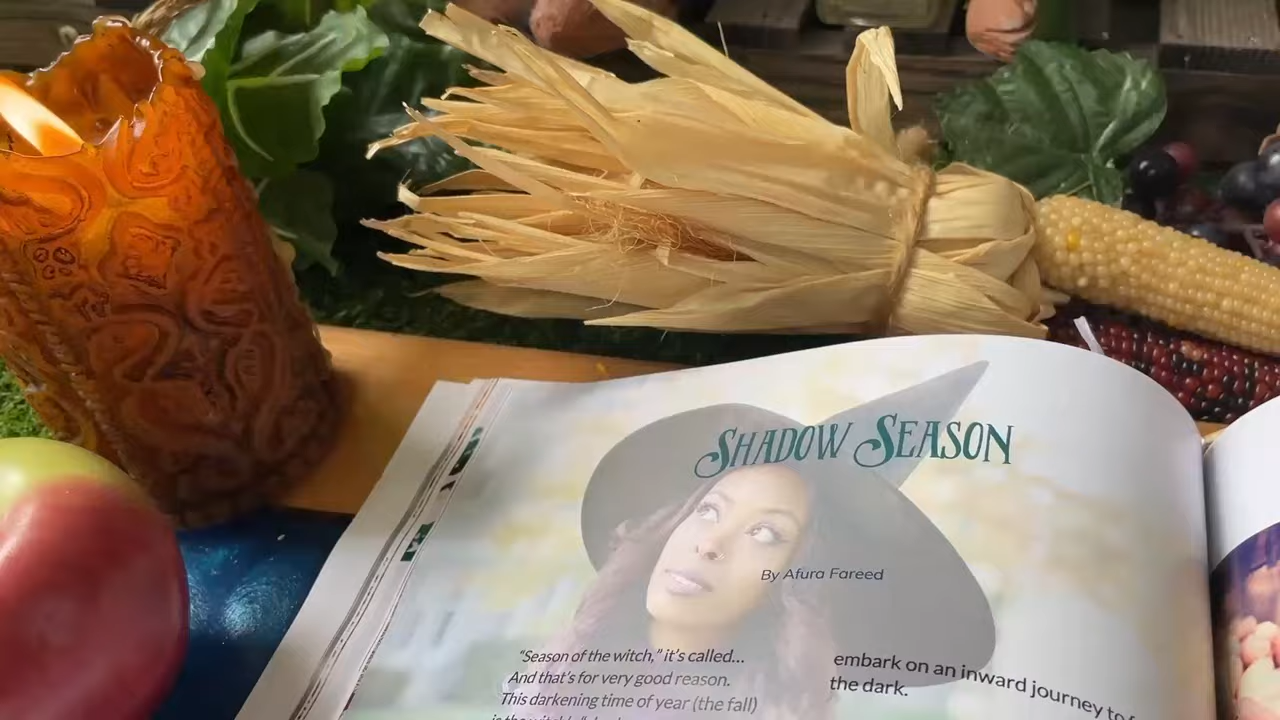 SHADOW SEASON
By Afura Fareed
“Season of the witch,” it’s called...
And that’s for very good reason.
This darkening time of year (the fall)
embark on an inward journey to
the dark.